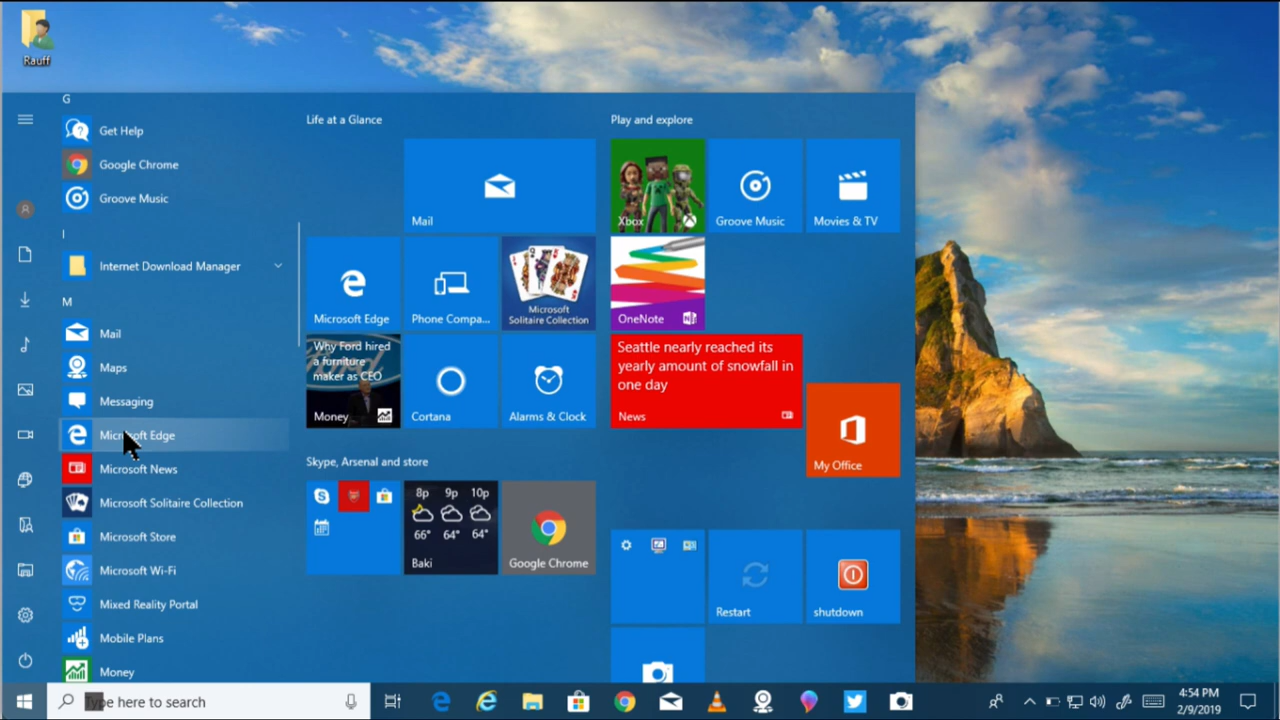 Rauff
G
Get Help
Google Chrome
Groove Music
I
Internet Download Manager
M
Mail
Maps
Messaging
Microsoft Edge
Microsoft News
Microsoft Solitaire Collection
Microsoft Store
Microsoft Wi-Fi
Mixed Reality Portal
Mobile Plans
Money
Life at a Glance
Mail
Microsoft Edge
Phone Compa...
Microsoft
Solitaire Collection
Why Ford hired
a furniture
maker as CEO
Money
Cortana
Alarms & Clock
Skype, Arsenal and store
8p 9p 10p
66° 64° 64°
Baki
Google Chrome
Play and explore
Xbox
Groove Music
Movies & TV
OneNote
Seattle nearly reached its
yearly amount of snowfall in
one day
News
My Office
Restart
shutdown
Type here to search
4:54 PM
2/9/2019